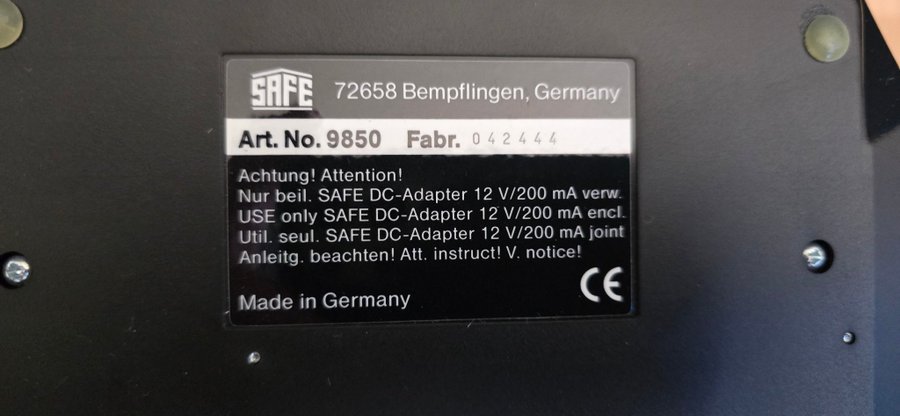 SAFE 72658 Bempflingen, Germany
Art. No. 9850 Fabr. 042444
Achtung! Attention!
Nur beil. SAFE DC-Adapter 12 V/200 mA verw.
USE only SAFE DC-Adapter 12 V/200 mA encl.
Util. seul. SAFE DC-Adapter 12 V/200 mA joint
Anleitg. beachten! Att. instruct! V. notice!
Made in Germany CE